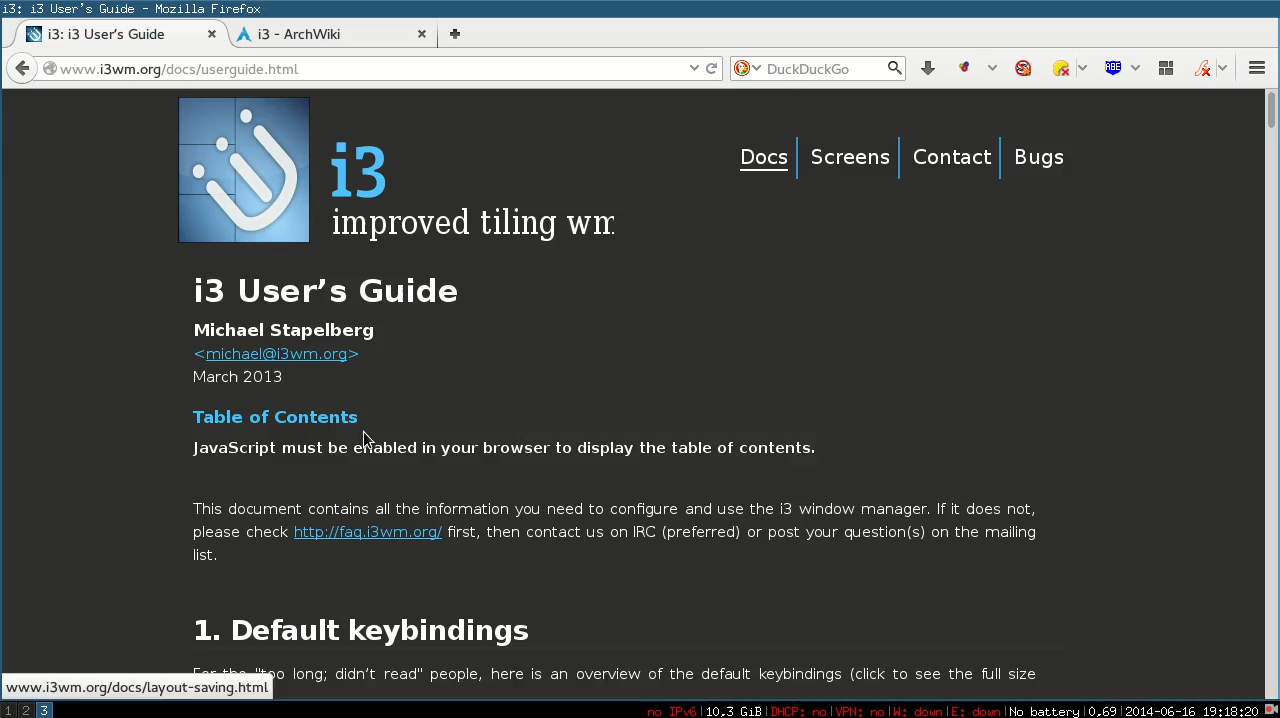 i3: i3 User's Guide - Mozilla Firefox
i3: i3 User's Guide
i3 - ArchWiki
www.i3wm.org/docs/userguide.html
DuckDuckGo
ABE
i3
improved tiling wm
Docs
Screens
Contact
Bugs
i3 User's Guide
Michael Stapelberg
<michael@i3wm.org>
March 2013
Table of Contents
JavaScript must be enabled in your browser to display the table of contents.
This document contains all the information you need to configure and use the i3 window manager. If it does not,
please check http://faq.i3wm.org/ first, then contact us on IRC (preferred) or post your question(s) on the mailing
list.
1. Default keybindings
For the "too long; didn't read" people, here is an overview of the default keybindings (click to see the full size
www.i3wm.org/docs/layout-saving.html
1 2 3
no IPv6|10,3 GiB|DHCP: no|VPN: no|W: down|E: down|No battery|0,69|2014-06-16 19:18:20